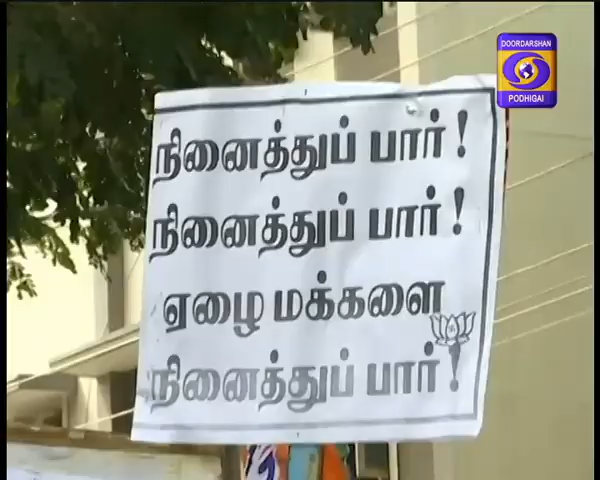 DOORDARSHAN
PODHIGAI
நினைத்துப் பார் !
நினைத்துப் பார் !
ஏழை மக்களை
நினைத்துப் பார் !